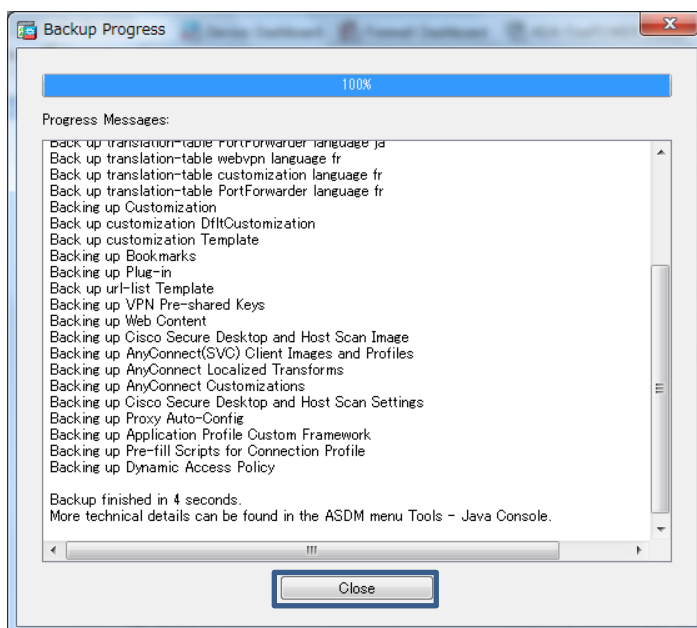 Backup Progress
100%
Progress Messages:
Back up translation-table PortForwarder language ja
Back up translation-table webvpn language fr
Back up translation-table customization language fr
Back up translation-table PortForwarder language fr
Backing up Customization
Back up customization DfltCustomization
Back up customization Template
Backing up Bookmarks
Backing up Plug-in
Back up url-list Template
Backing up VPN Pre-shared Keys
Backing up Web Content
Backing up Cisco Secure Desktop and Host Scan Image
Backing up AnyConnect(SVC) Client Images and Profiles
Backing up AnyConnect Localized Transforms
Backing up AnyConnect Customizations
Backing up Cisco Secure Desktop and Host Scan Settings
Backing up Proxy Auto-Config
Backing up Application Profile Custom Framework
Backing up Pre-fill Scripts for Connection Profile
Backing up Dynamic Access Policy
Backup finished in 4 seconds.
More technical details can be found in the ASDM menu Tools - Java Console.
Close